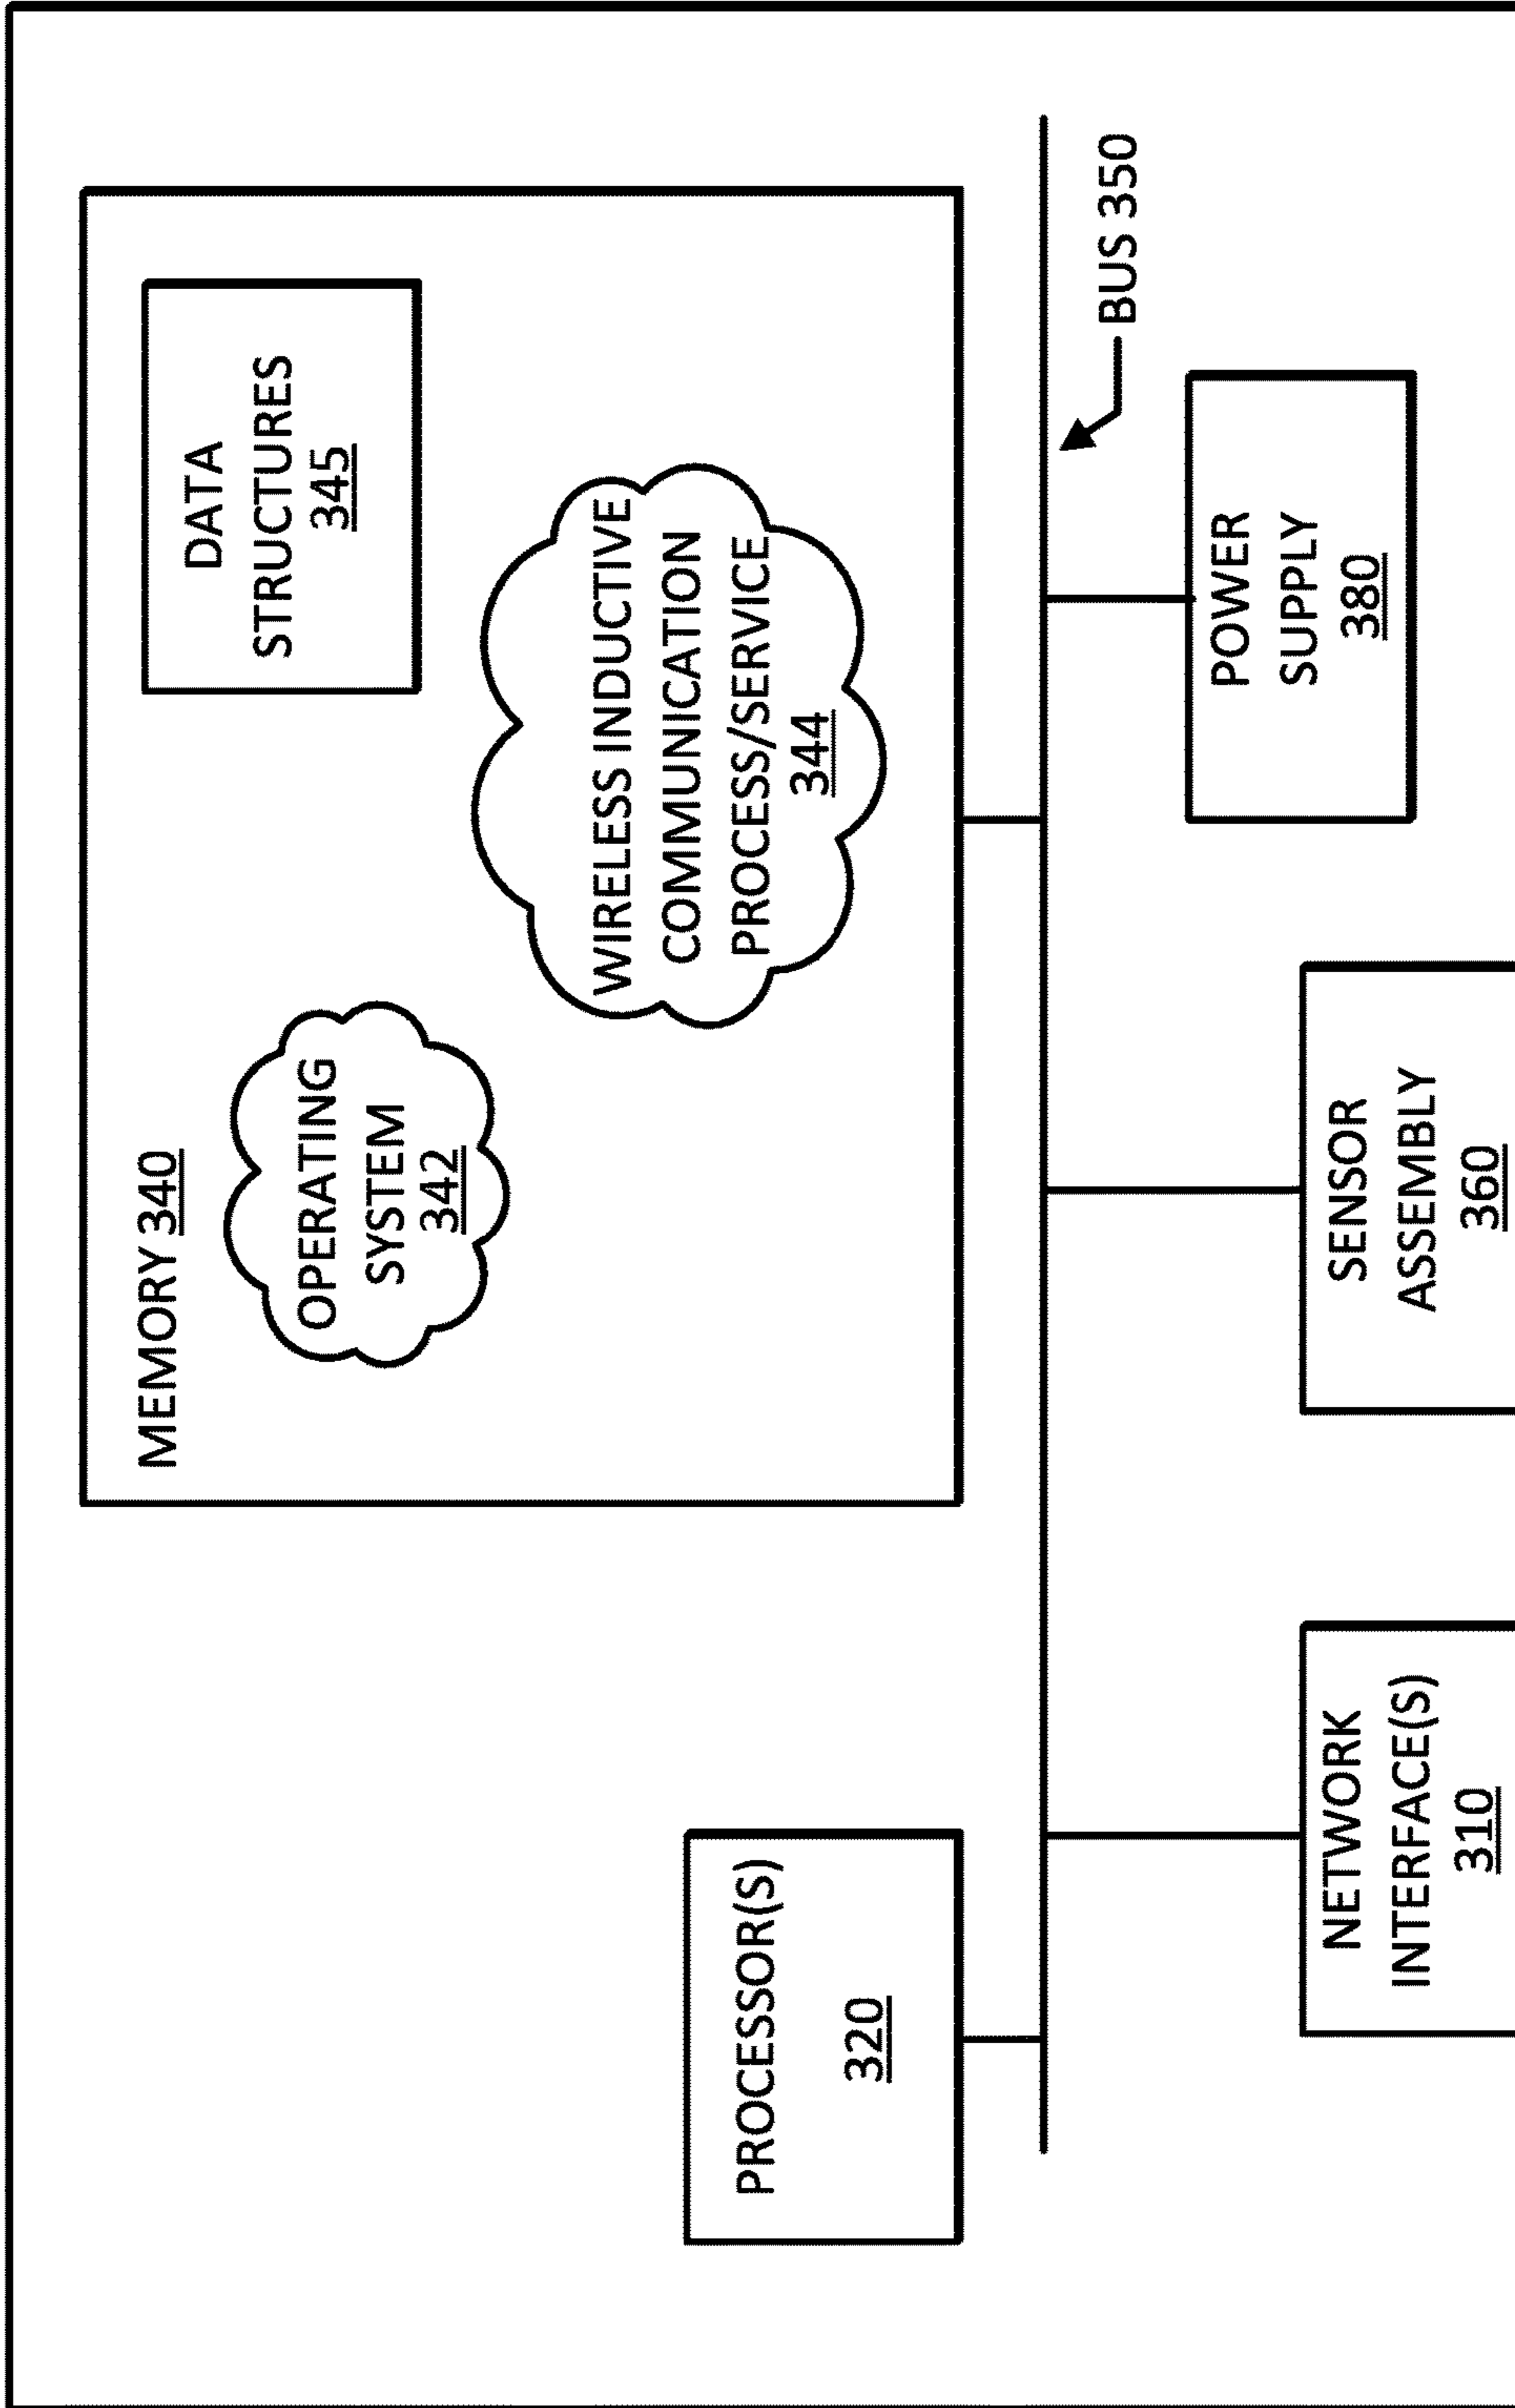 MEMORY 340
OPERATING
SYSTEM
342
DATA
STRUCTURES
345
WIRELESS INDUCTIVE
COMMUNICATION
PROCESS/SERVICE
344
PROCESSOR(S)
320
BUS 350
NETWORK
INTERFACE(S)
310
SENSOR
ASSEMBLY
360
POWER
SUPPLY
380